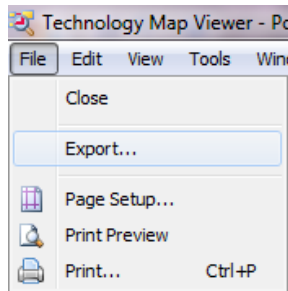 Technology Map Viewer - Po
File Edit View Tools Win
Close
Export...
Page Setup...
Print Preview
Print... Ctrl+P